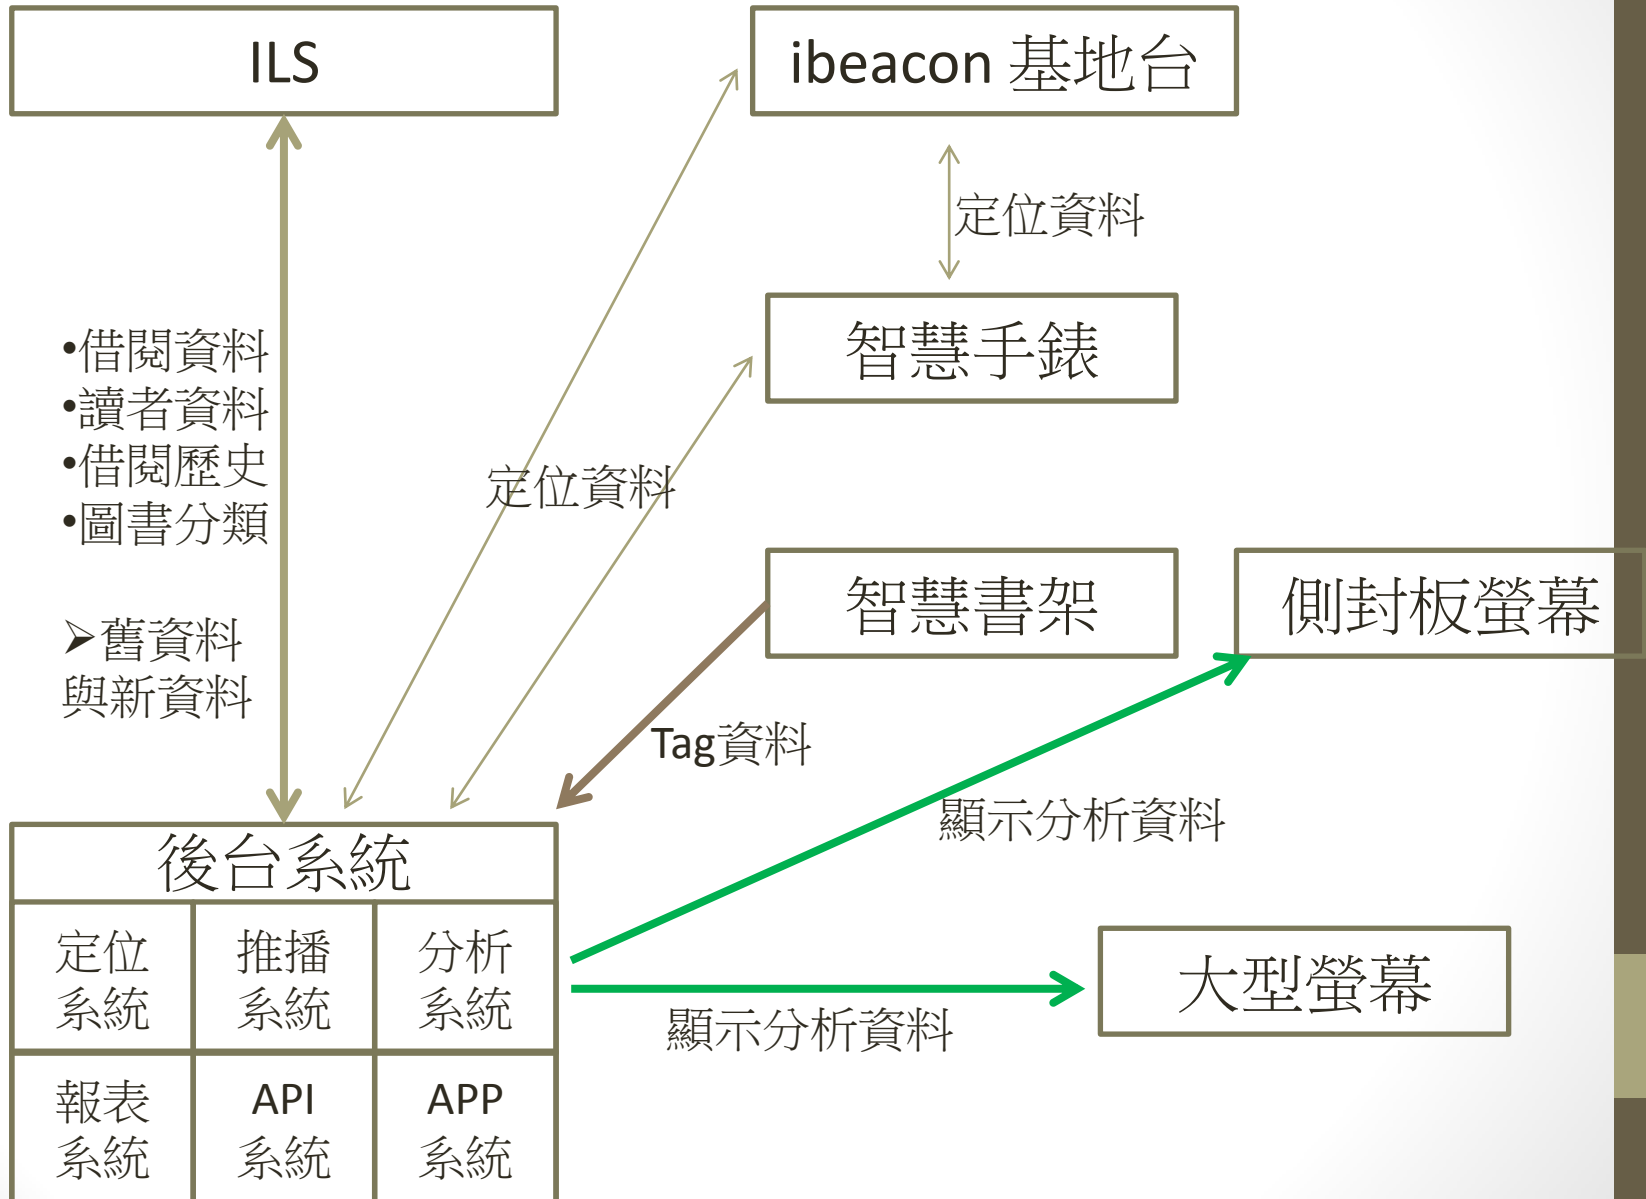 ILS
ibeacon 基地台
定位資料
智慧手錶
•借閱資料
•讀者資料
•借閱歷史
•圖書分類
➢舊資料
與新資料
定位資料
智慧書架
側封板螢幕
Tag資料
顯示分析資料
後台系統
定位
系統
推播
系統
分析
系統
大型螢幕
顯示分析資料
報表
系統
API
系統
APP
系統